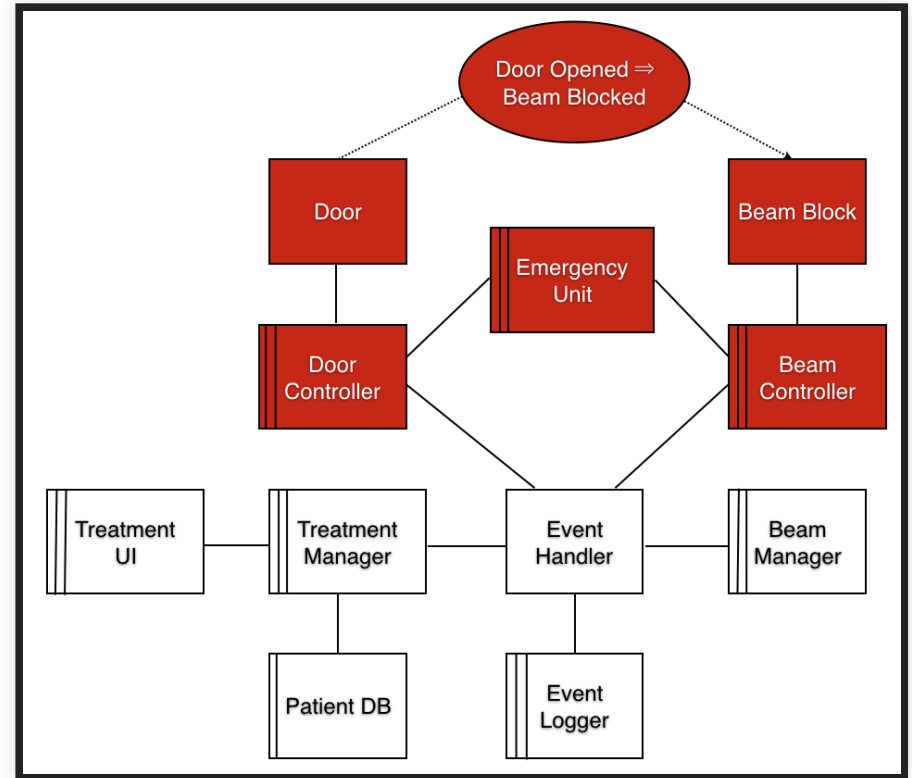 Door Opened ⇒
Beam Blocked
Door
Beam Block
Emergency
Unit
Door
Controller
Beam
Controller
Treatment
UI
Treatment
Manager
Event
Handler
Beam
Manager
Patient DB
Event
Logger